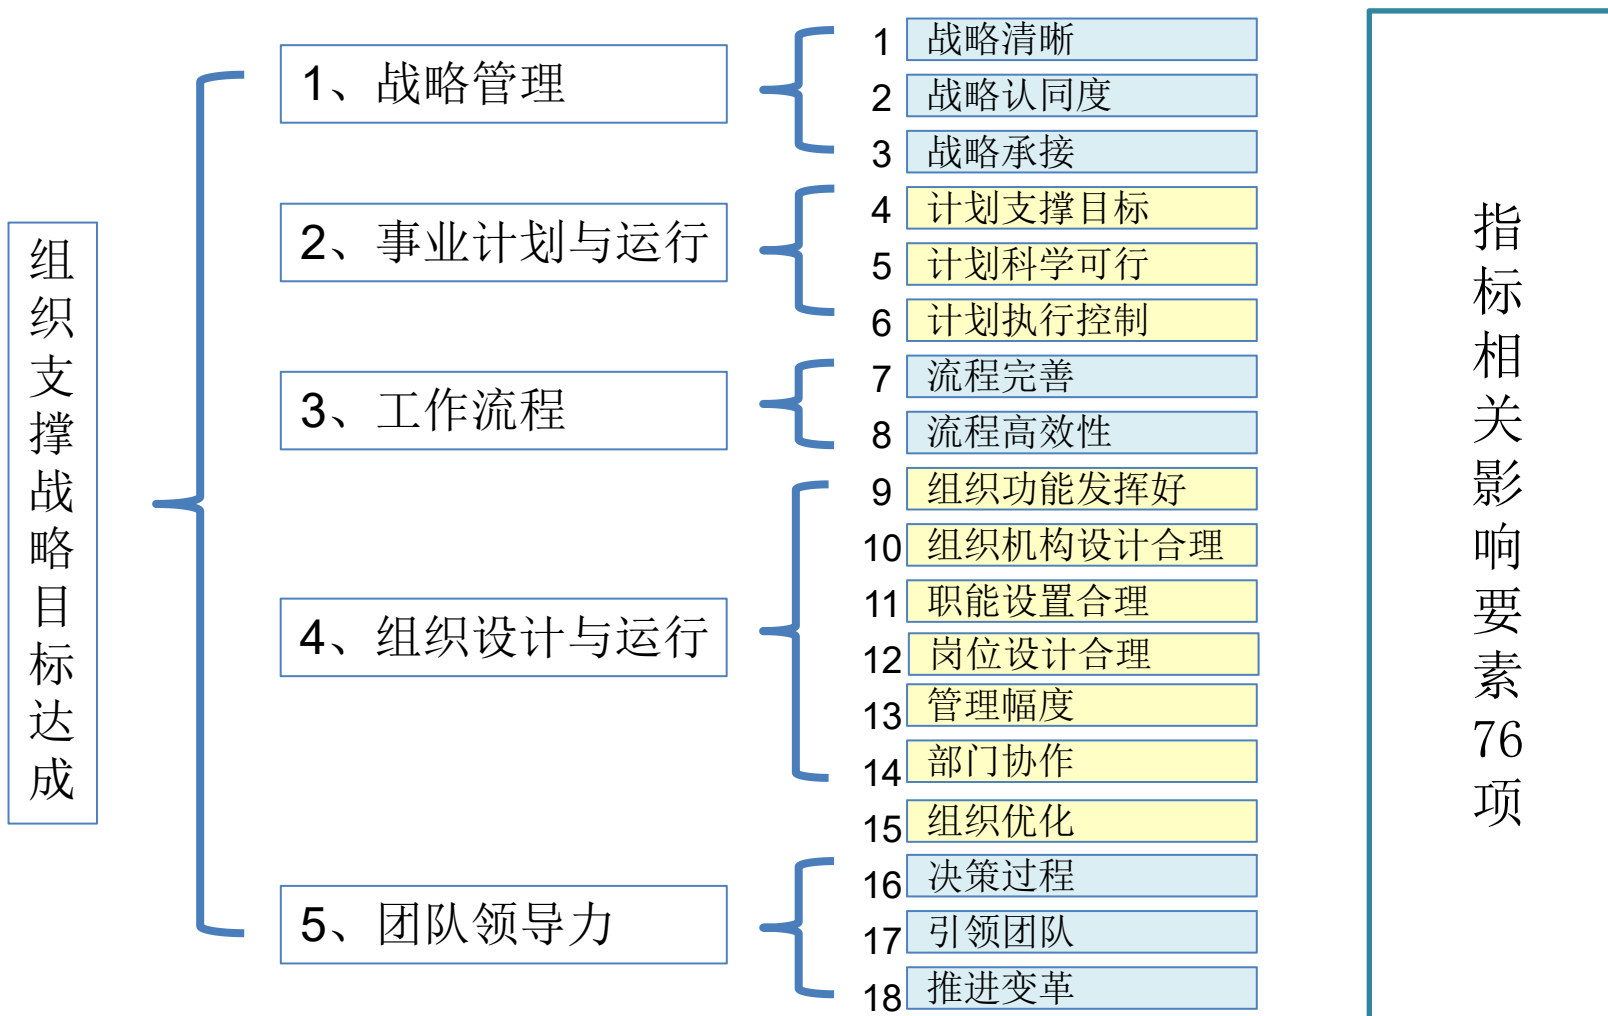 组织支撑战略目标达成
1、战略管理
1 战略清晰
2 战略认同度
3 战略承接
2、事业计划与运行
4 计划支撑目标
5 计划科学可行
6 计划执行控制
3、工作流程
7 流程完善
8 流程高效性
4、组织设计与运行
9 组织功能发挥好
10 组织机构设计合理
11 职能设置合理
12 岗位设计合理
13 管理幅度
14 部门协作
15 组织优化
5、团队领导力
16 决策过程
17 引领团队
18 推进变革
指标相关影响要素76项